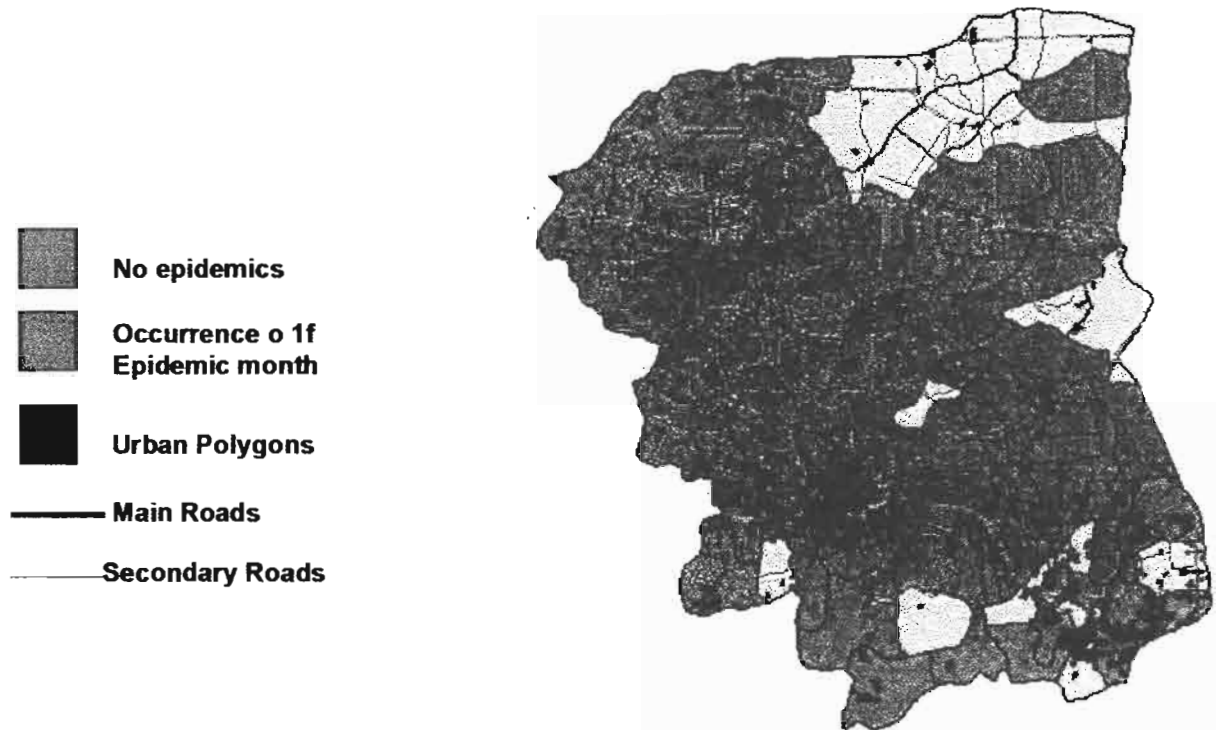 No epidemics
Occurrence o 1f
Epidemic month
Urban Polygons
Main Roads
Secondary Roads